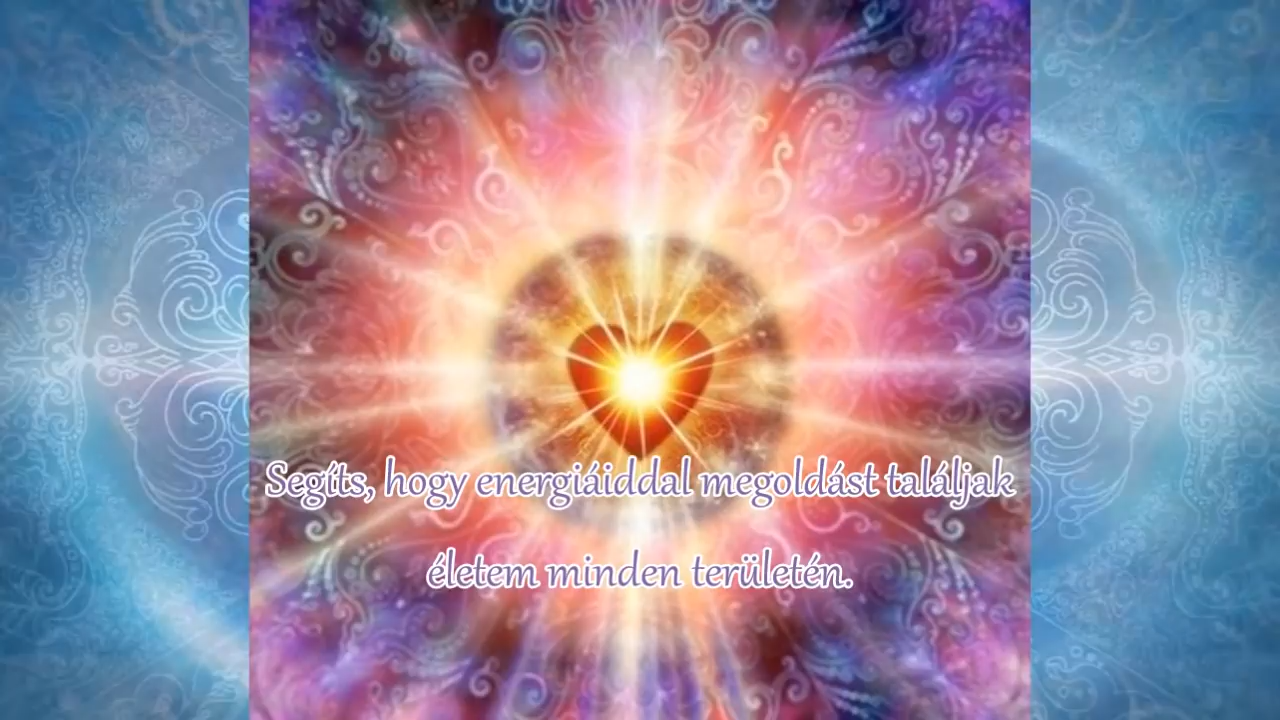 Segíts, hogy energiáiddal megoldást találjak
életem minden területén.